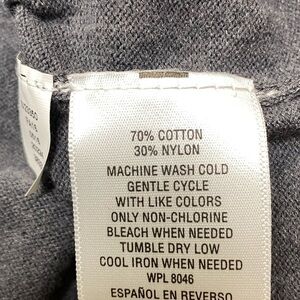 70% COTTON
30% NYLON
MACHINE WASH COLD
GENTLE CYCLE
WITH LIKE COLORS
ONLY NON-CHLORINE
BLEACH WHEN NEEDED
TUMBLE DRY LOW
COOL IRON WHEN NEEDED
WPL 8046
ESPAÑOL EN REVERSO